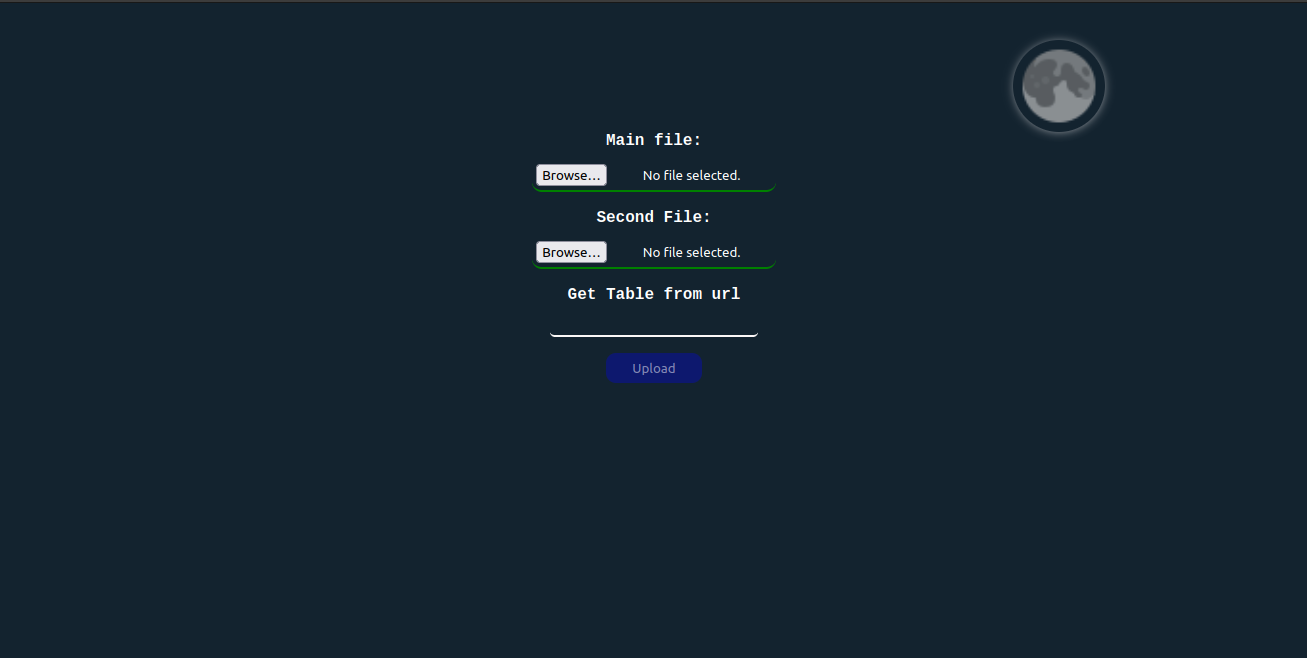 Main file:
Browse... No file selected.
Second File:
Browse... No file selected.
Get Table from url
Upload